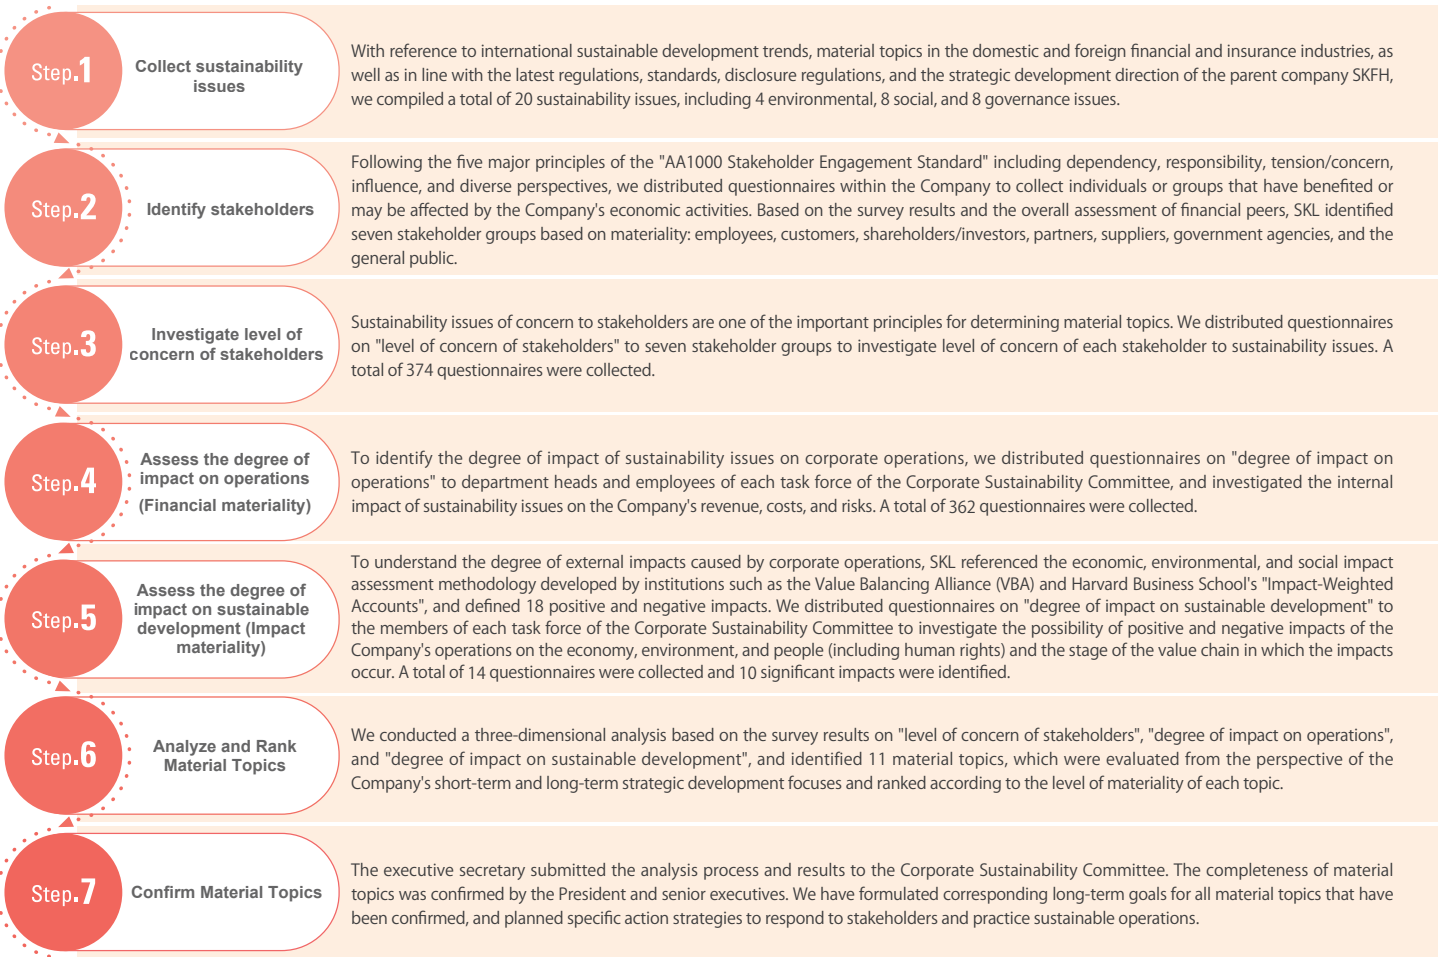 Step.1
Collect sustainability
issues
With reference to international sustainable development trends, material topics in the domestic and foreign financial and insurance industries, as
well as in line with the latest regulations, standards, disclosure regulations, and the strategic development direction of the parent company SKFH,
we compiled a total of 20 sustainability issues, including 4 environmental, 8 social, and 8 governance issues.
Step.2
Identify stakeholders
Following the five major principles of the "AA1000 Stakeholder Engagement Standard" including dependency, responsibility, tension/concern,
influence, and diverse perspectives, we distributed questionnaires within the Company to collect individuals or groups that have benefited or
may be affected by the Company's economic activities. Based on the survey results and the overall assessment of financial peers, SKL identified
seven stakeholder groups based on materiality: employees, customers, shareholders/investors, partners, suppliers, government agencies, and the
general public.
Step.3
Investigate level of
concern of stakeholders
Sustainability issues of concern to stakeholders are one of the important principles for determining material topics. We distributed questionnaires
on "level of concern of stakeholders" to seven stakeholder groups to investigate level of concern of each stakeholder to sustainability issues. A
total of 374 questionnaires were collected.
Step.4
Assess the degree of
impact on operations
(Financial materiality)
To identify the degree of impact of sustainability issues on corporate operations, we distributed questionnaires on "degree of impact on
operations" to department heads and employees of each task force of the Corporate Sustainability Committee, and investigated the internal
impact of sustainability issues on the Company's revenue, costs, and risks. A total of 362 questionnaires were collected.
Step.5
Assess the degree of
impact on sustainable
development (Impact
materiality)
To understand the degree of external impacts caused by corporate operations, SKL referenced the economic, environmental, and social impact
assessment methodology developed by institutions such as the Value Balancing Alliance (VBA) and Harvard Business School's "Impact-Weighted
Accounts", and defined 18 positive and negative impacts. We distributed questionnaires on "degree of impact on sustainable development" to
the members of each task force of the Corporate Sustainability Committee to investigate the possibility of positive and negative impacts of the
Company's operations on the economy, environment, and people (including human rights) and the stage of the value chain in which the impacts
occur. A total of 14 questionnaires were collected and 10 significant impacts were identified.
Step.6
Analyze and Rank
Material Topics
We conducted a three-dimensional analysis based on the survey results on "level of concern of stakeholders", "degree of impact on operations",
and "degree of impact on sustainable development", and identified 11 material topics, which were evaluated from the perspective of the
Company's short-term and long-term strategic development focuses and ranked according to the level of materiality of each topic.
Step.7
Confirm Material Topics
The executive secretary submitted the analysis process and results to the Corporate Sustainability Committee. The completeness of material
topics was confirmed by the President and senior executives. We have formulated corresponding long-term goals for all material topics that have
been confirmed, and planned specific action strategies to respond to stakeholders and practice sustainable operations.